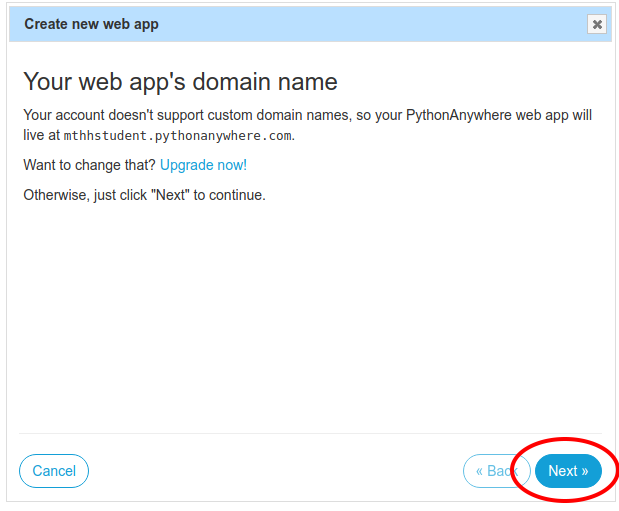 Create new web app
Your web app's domain name
Your account doesn't support custom domain names, so your PythonAnywhere web app will
live at mthhstudent.pythonanywhere.com.
Want to change that? Upgrade now!
Otherwise, just click "Next" to continue.
Cancel
« Back
Next »